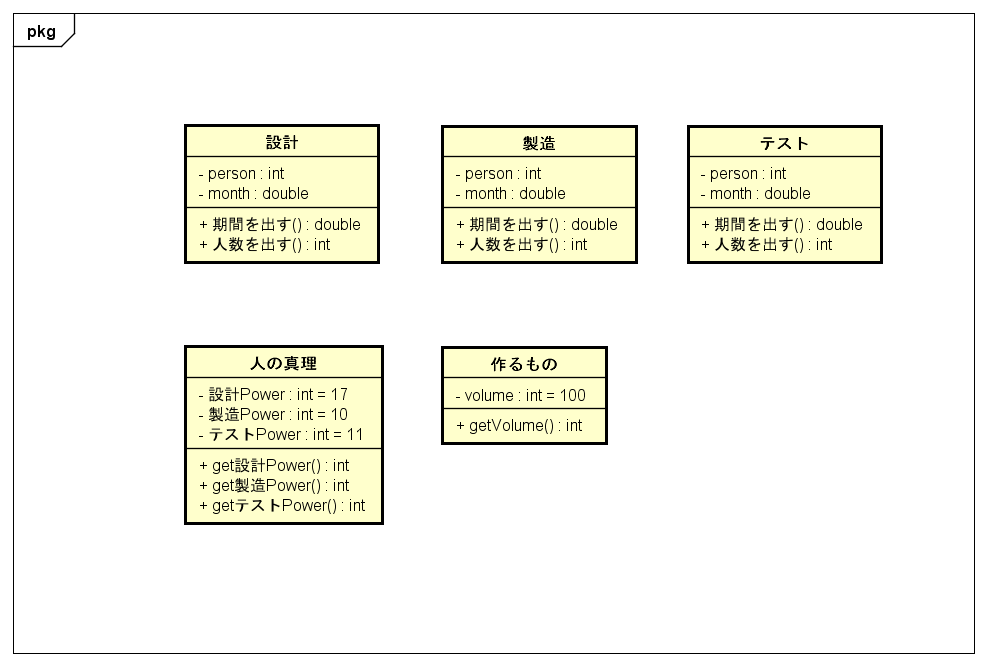 pkg
設計
- person : int
- month : double
+ 期間を出す() : double
+ 人数を出す() : int
製造
- person : int
- month : double
+ 期間を出す() : double
+ 人数を出す() : int
テスト
- person : int
- month : double
+ 期間を出す() : double
+ 人数を出す() : int
人の真理
- 設計Power : int = 17
- 製造Power : int = 10
- テストPower : int = 11
+ get設計Power() : int
+ get製造Power() : int
+ getテストPower() : int
作るもの
- volume : int = 100
+ getVolume() : int